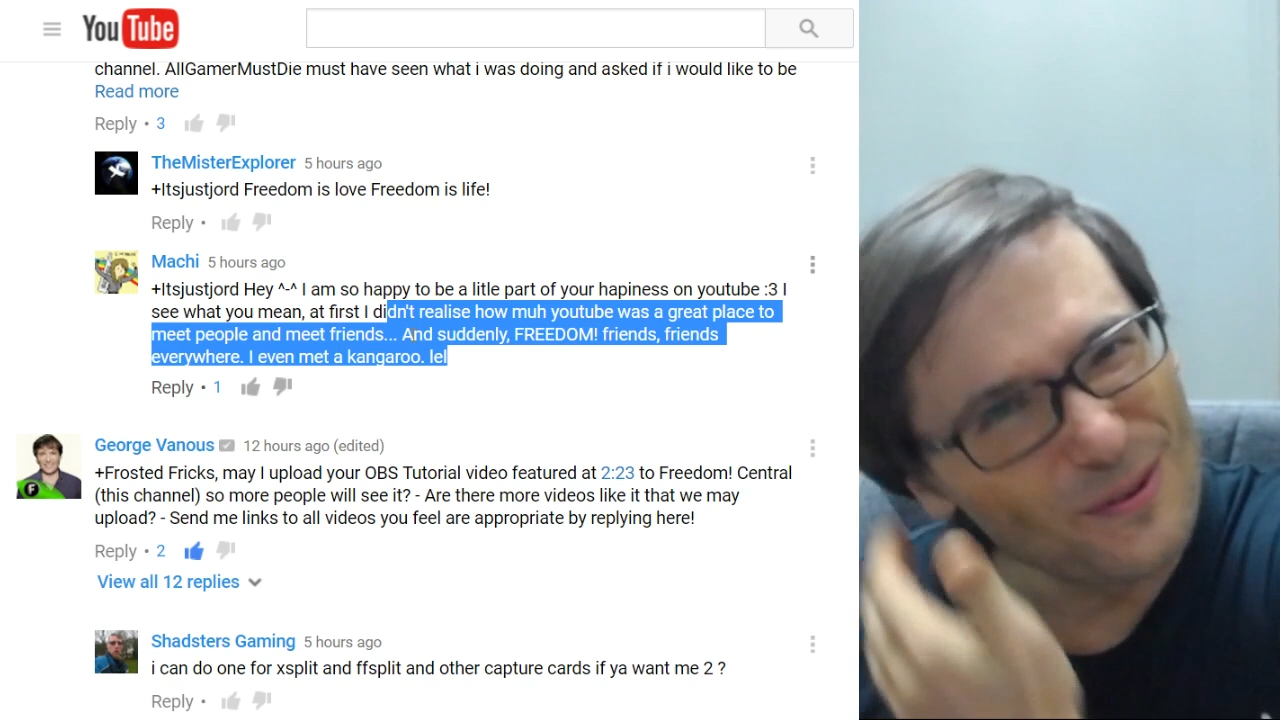 YouTube
channel. AllGamerMustDie must have seen what i was doing and asked if i would like to be
Read more
Reply • 3
TheMisterExplorer 5 hours ago
+Itsjustjord Freedom is love Freedom is life!
Reply •
Machi 5 hours ago
+Itsjustjord Hey ^-^ I am so happy to be a litle part of your hapiness on youtube :3 I
see what you mean, at first I didn't realise how muh youtube was a great place to
meet people and meet friends... And suddenly, FREEDOM! friends, friends
everywhere. I even met a kangaroo. lel
Reply • 1
George Vanous 12 hours ago (edited)
+Frosted Fricks, may I upload your OBS Tutorial video featured at 2:23 to Freedom! Central
(this channel) so more people will see it? - Are there more videos like it that we may
upload? - Send me links to all videos you feel are appropriate by replying here!
Reply • 2
View all 12 replies
Shadsters Gaming 5 hours ago
i can do one for xsplit and ffsplit and other capture cards if ya want me 2 ?
Reply •